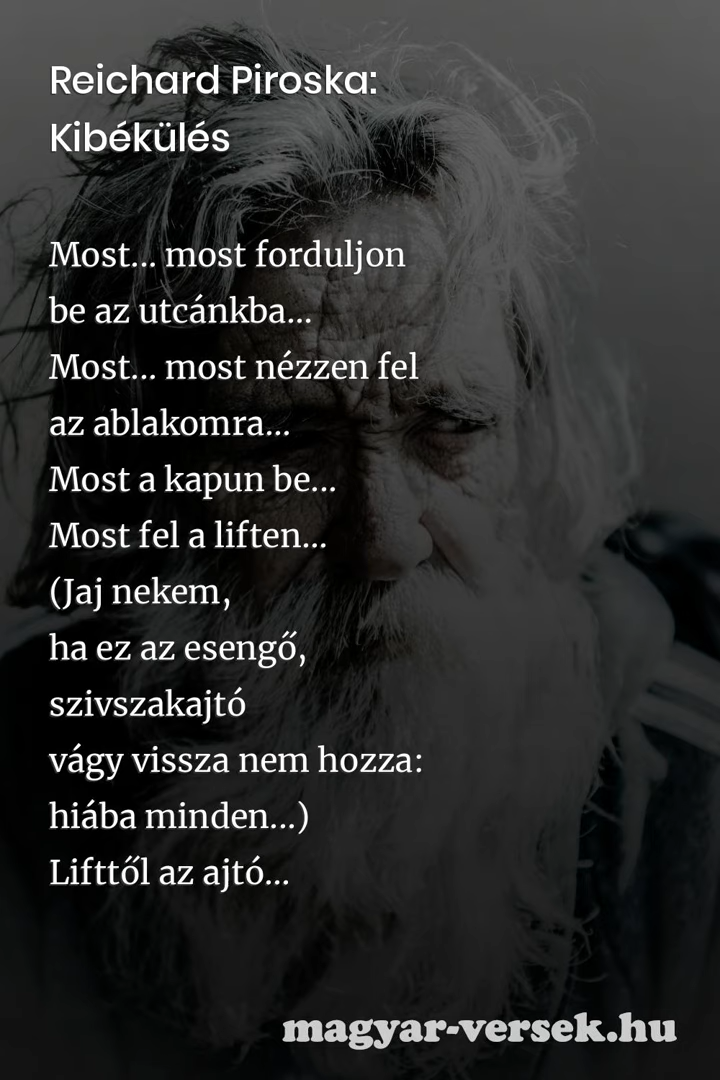 Reichard Piroska:
Kibékülés
Most... most forduljon
be az utcánkba...
Most... most nézzen fel
az ablakomra...
Most a kapun be...
Most fel a liften...
(Jaj nekem,
ha ez az esengő,
szivszakajtó
vágy vissza nem hozza:
hiába minden...)
Lifttől az ajtó...
magyar-versek.hu